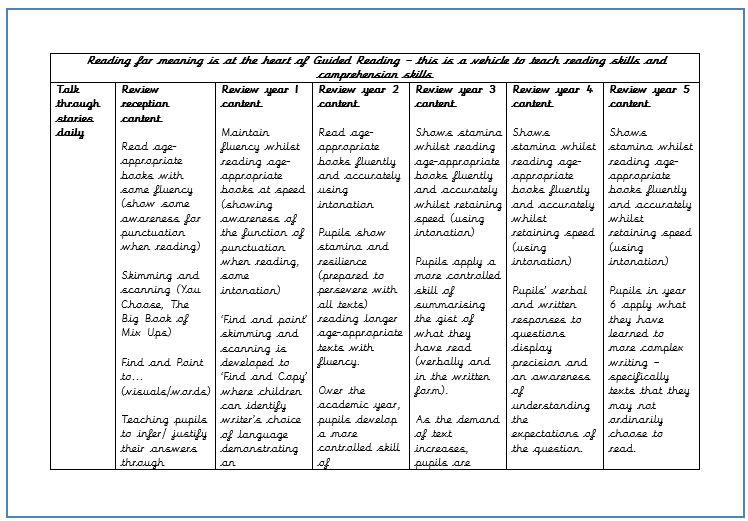 Reading for meaning is at the heart of Guided Reading – this is a vehicle to teach reading skills and
comprehension skills.
Talk
through
stories
daily
Review
reception
content.
Read age-
appropriate
books with
some fluency
(show some
awareness for
punctuation
when reading)
Skimming and
scanning (You
Choose, The
Big Book of
Mix Ups)
Find and Point
to...
(visuals/words)
Teaching pupils
to infer/ justify
their answers
through
Review year 1
content.
Maintain
fluency whilst
reading age-
appropriate
books at speed
(showing
awareness of
the function of
punctuation
when reading,
some
intonation)
'Find and point'
skimming and
scanning is
developed to
'Find and Copy'
where children
can identify
writer's choice
of language
demonstrating
an
Review year 2
content.
Read age-
appropriate
books fluently
and accurately
using
intonation
Pupils show
stamina and
resilience
(prepared to
persevere with
all texts)
reading longer
age-appropriate
texts with
fluency.
Over the
academic year,
pupils develop
a more
controlled skill
of
Review year 3
content.
Shows stamina
whilst reading
age-appropriate
books fluently
and accurately
whilst retaining
speed (using
intonation)
Pupils apply a
more controlled
skill of
summarising
the gist of
what they
have read
(verbally and
in the written
form).
As the demand
of text
increases,
pupils are
Review year 4
content.
Shows
stamina whilst
reading age-
appropriate
books fluently
and accurately
whilst
retaining speed
(using
intonation)
Pupils' verbal
and written
responses to
questions
display
precision and
an awareness
of
understanding
the
expectations of
the question.
Review year 5
content.
Shows
stamina whilst
reading age-
appropriate
books fluently
and accurately
whilst
retaining speed
(using
intonation)
Pupils in year
6 apply what
they have
learned to
more complex
writing –
specifically
texts that they
may not
ordinarily
choose to
read.